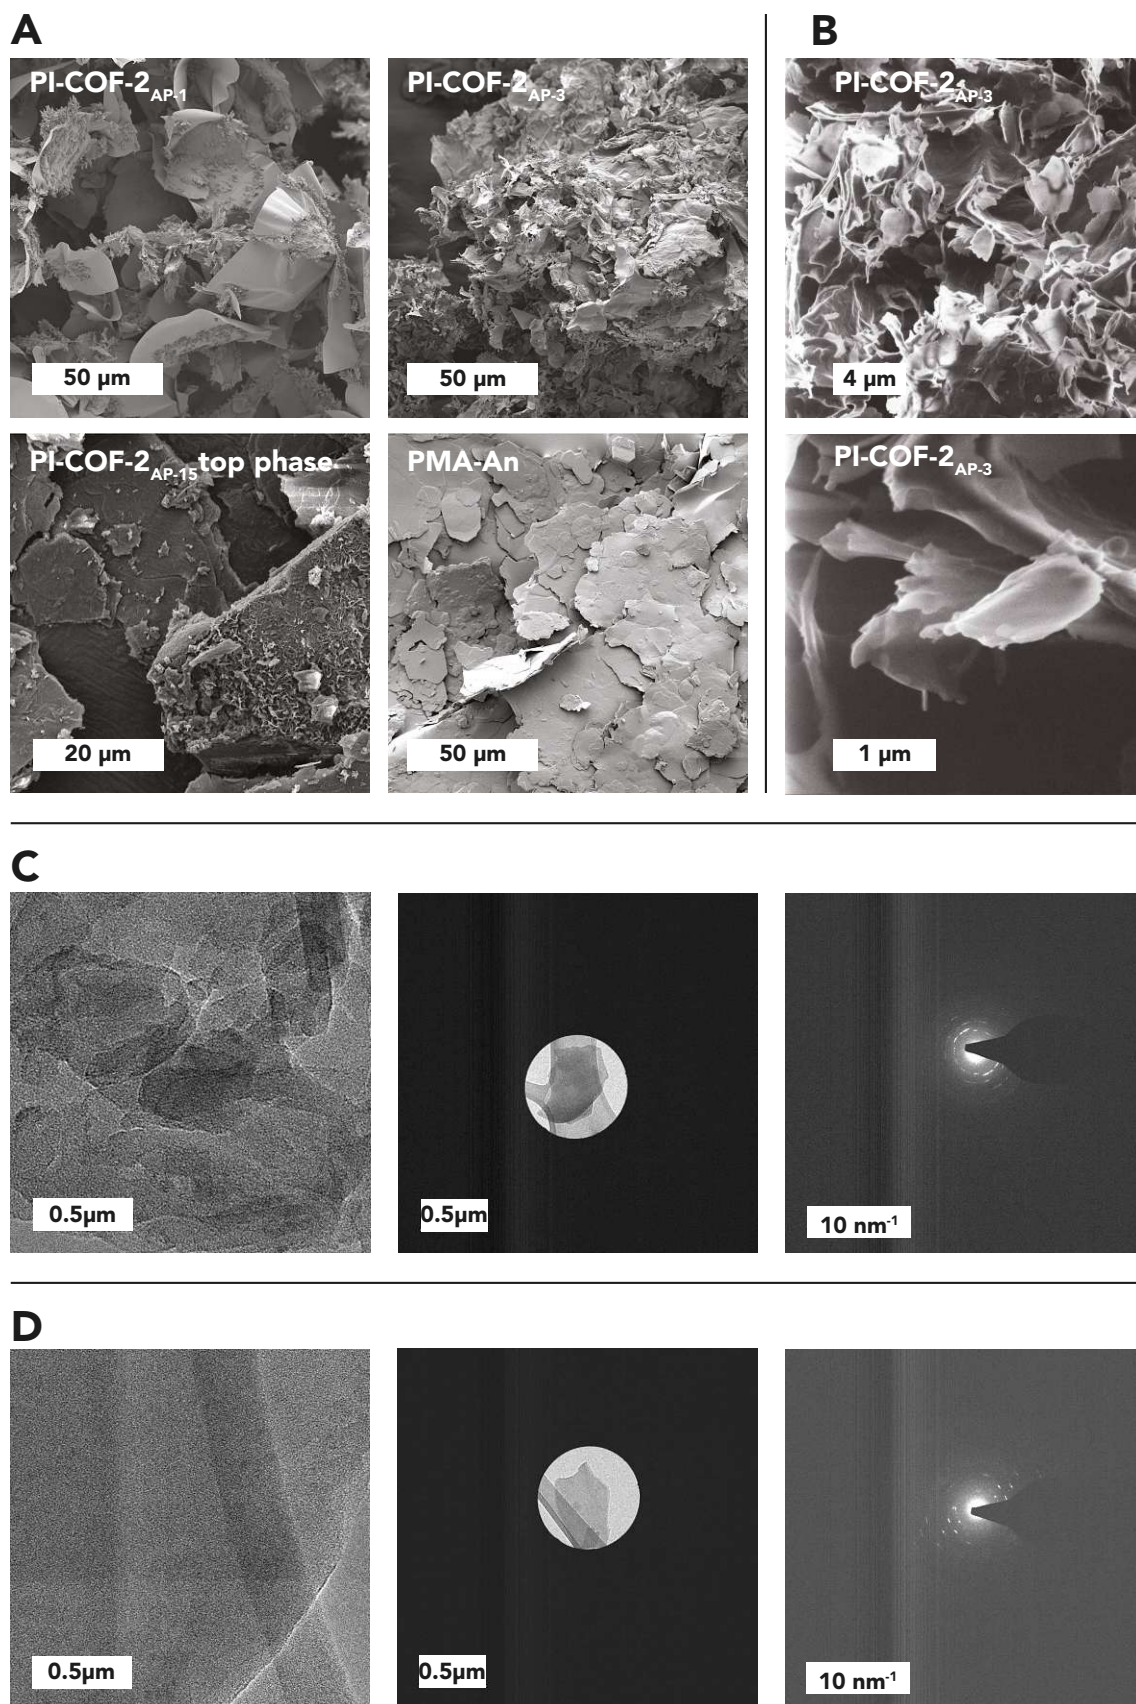 A
B
PI-COF-2AP-1
PI-COF-2AP-3
PI-COF-2AP-3
50 µm
50 µm
4 µm
PI-COF-2AP-15 top phase
PMA-An
PI-COF-2AP-3
20 µm
50 µm
1 µm
C
0.5µm
0.5µm
10 nm-1
D
0.5µm
0.5µm
10 nm-1